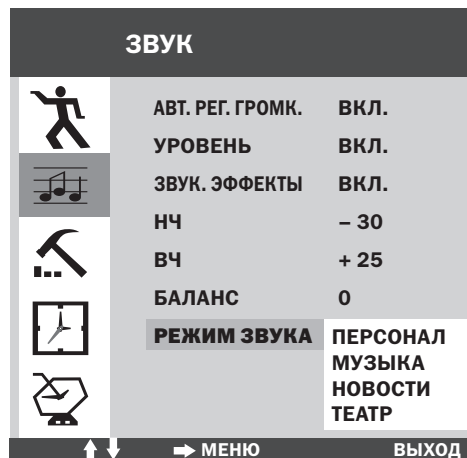 ЗВУК
АВТ. РЕГ. ГРОМК. ВКЛ.
УРОВЕНЬ ВКЛ.
ЗВУК. ЭФФЕКТЫ ВКЛ.
НЧ – 30
ВЧ + 25
БАЛАНС 0
РЕЖИМ ЗВУКА ПЕРСОНАЛ
МУЗЫКА
НОВОСТИ
ТЕАТР
МЕНЮ ВЫХОД